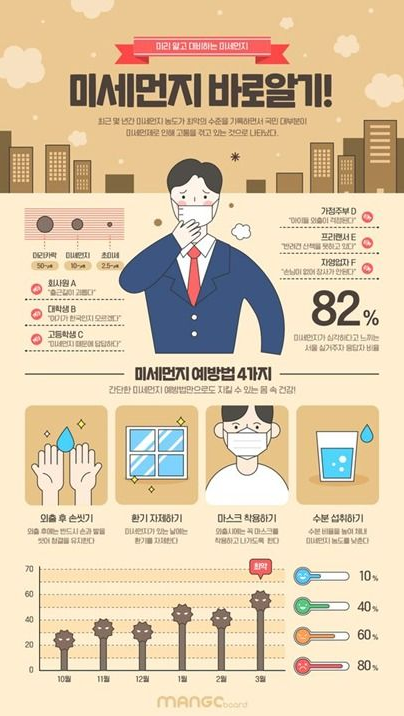 미리 알고 대비하는 미세먼지
미세먼지 바로알기!
최근 몇 년간 미세먼지 농도가 최악의 수준을 기록하면서 국민 대부분이
미세먼지로 인해 고통을 겪고 있는 것으로 나타났다.
머리카락 미세먼지 초미세
50-㎛ 10-㎛ 2.5-㎛
회사원 A
"출근길이 괴롭다"
대학생 B
"여기가 한국인지 모르겠다"
고등학생 C
"미세먼지 때문에 답답하다"
가정주부 D
"아이들 외출이 걱정된다"
프리랜서 E
"반려견 산책을 못하고 있다"
자영업자 F
"손님이 없어 장사가 안된다"
82%
미세먼지가 심각하다고 느끼는
서울 실거주자 응답자 비율
미세먼지 예방법 4가지
간단한 미세먼지 예방법만으로도 지킬 수 있는 몸 속 건강!
외출 후 손씻기
외출 후에는 반드시 손과 발을
씻어 청결을 유지한다
환기 자제하기
미세먼지가 있는 날에는
환기를 자제한다
마스크 착용하기
외출시에는 꼭 마스크를
착용하고 나가도록 한다
수분 섭취하기
수분 비율을 높여 체내
미세먼지 농도를 낮춘다
70
60
40
20
0
최악
10월 11월 12월 1월 2월 3월
10%
40%
60%
80%
MANGOboard